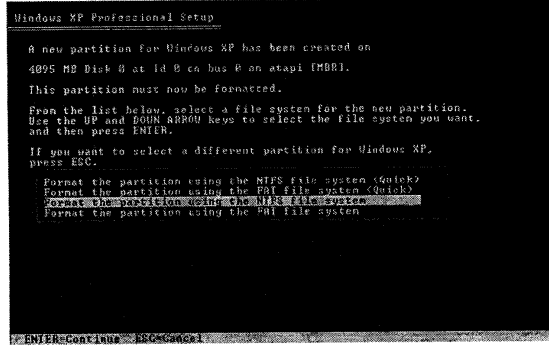 Windows XP Professional Setup
A new partition for Windows XP has been created on
4095 MB Disk 0 at Id 0 on bus 0 on atapi [MBR].
This partition must now be formatted.
From the list below, select a file system for the new partition.
Use the UP and DOWN ARROW keys to select the file system you want,
and then press ENTER.
If you want to select a different partition for Windows XP,
press ESC.
Format the partition using the NTFS file system (Quick)
Format the partition using the FAT file system (Quick)
Format the partition using the NTFS file system
Format the partition using the FAT file system
ENTER=Continue ESC=Cancel